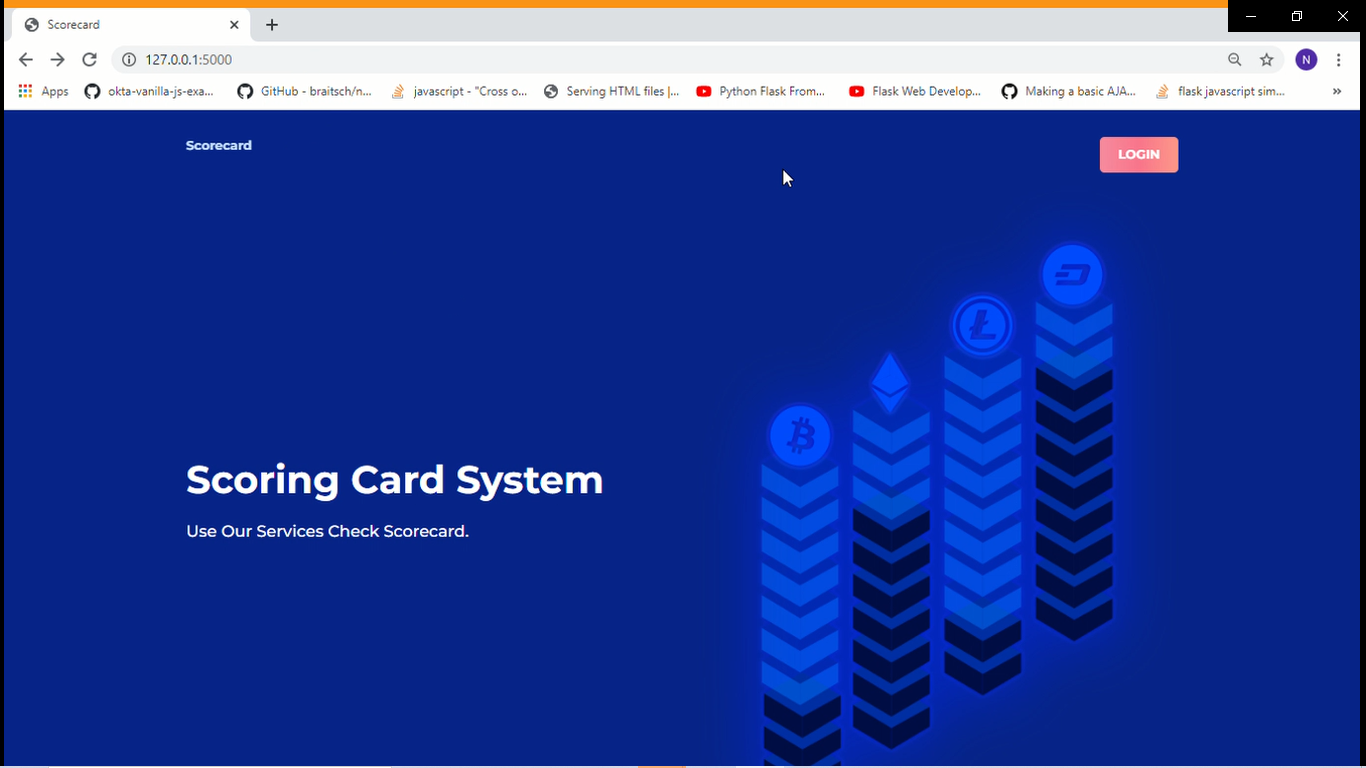 Scorecard
127.0.0.1:5000
N
Apps
okta-vanilla-js-exa...
GitHub - braitsch/n...
javascript - "Cross o...
Serving HTML files |...
Python Flask From...
Flask Web Develop...
Making a basic AJA...
flask javascript sim...
»
Scorecard
LOGIN
Scoring Card System
Use Our Services Check Scorecard.